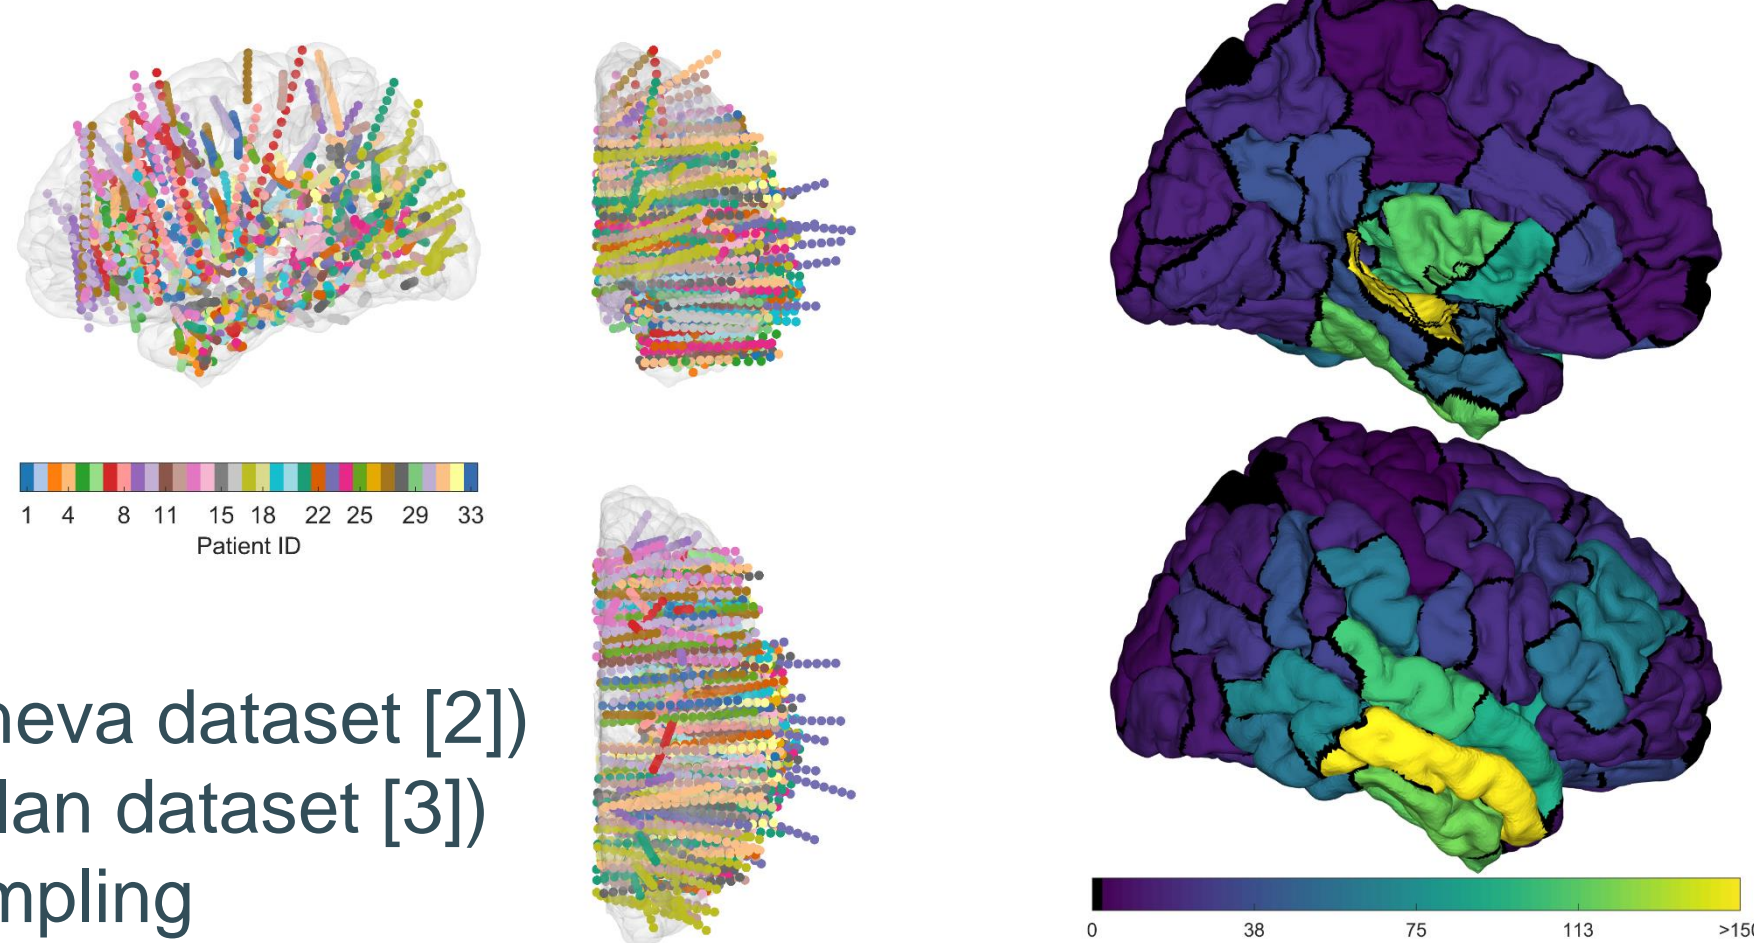 1 4 8 11 15 18 22 25 29 33
Patient ID
neva dataset [2])
lan dataset [3])
mpling
0 38 75 113 >150